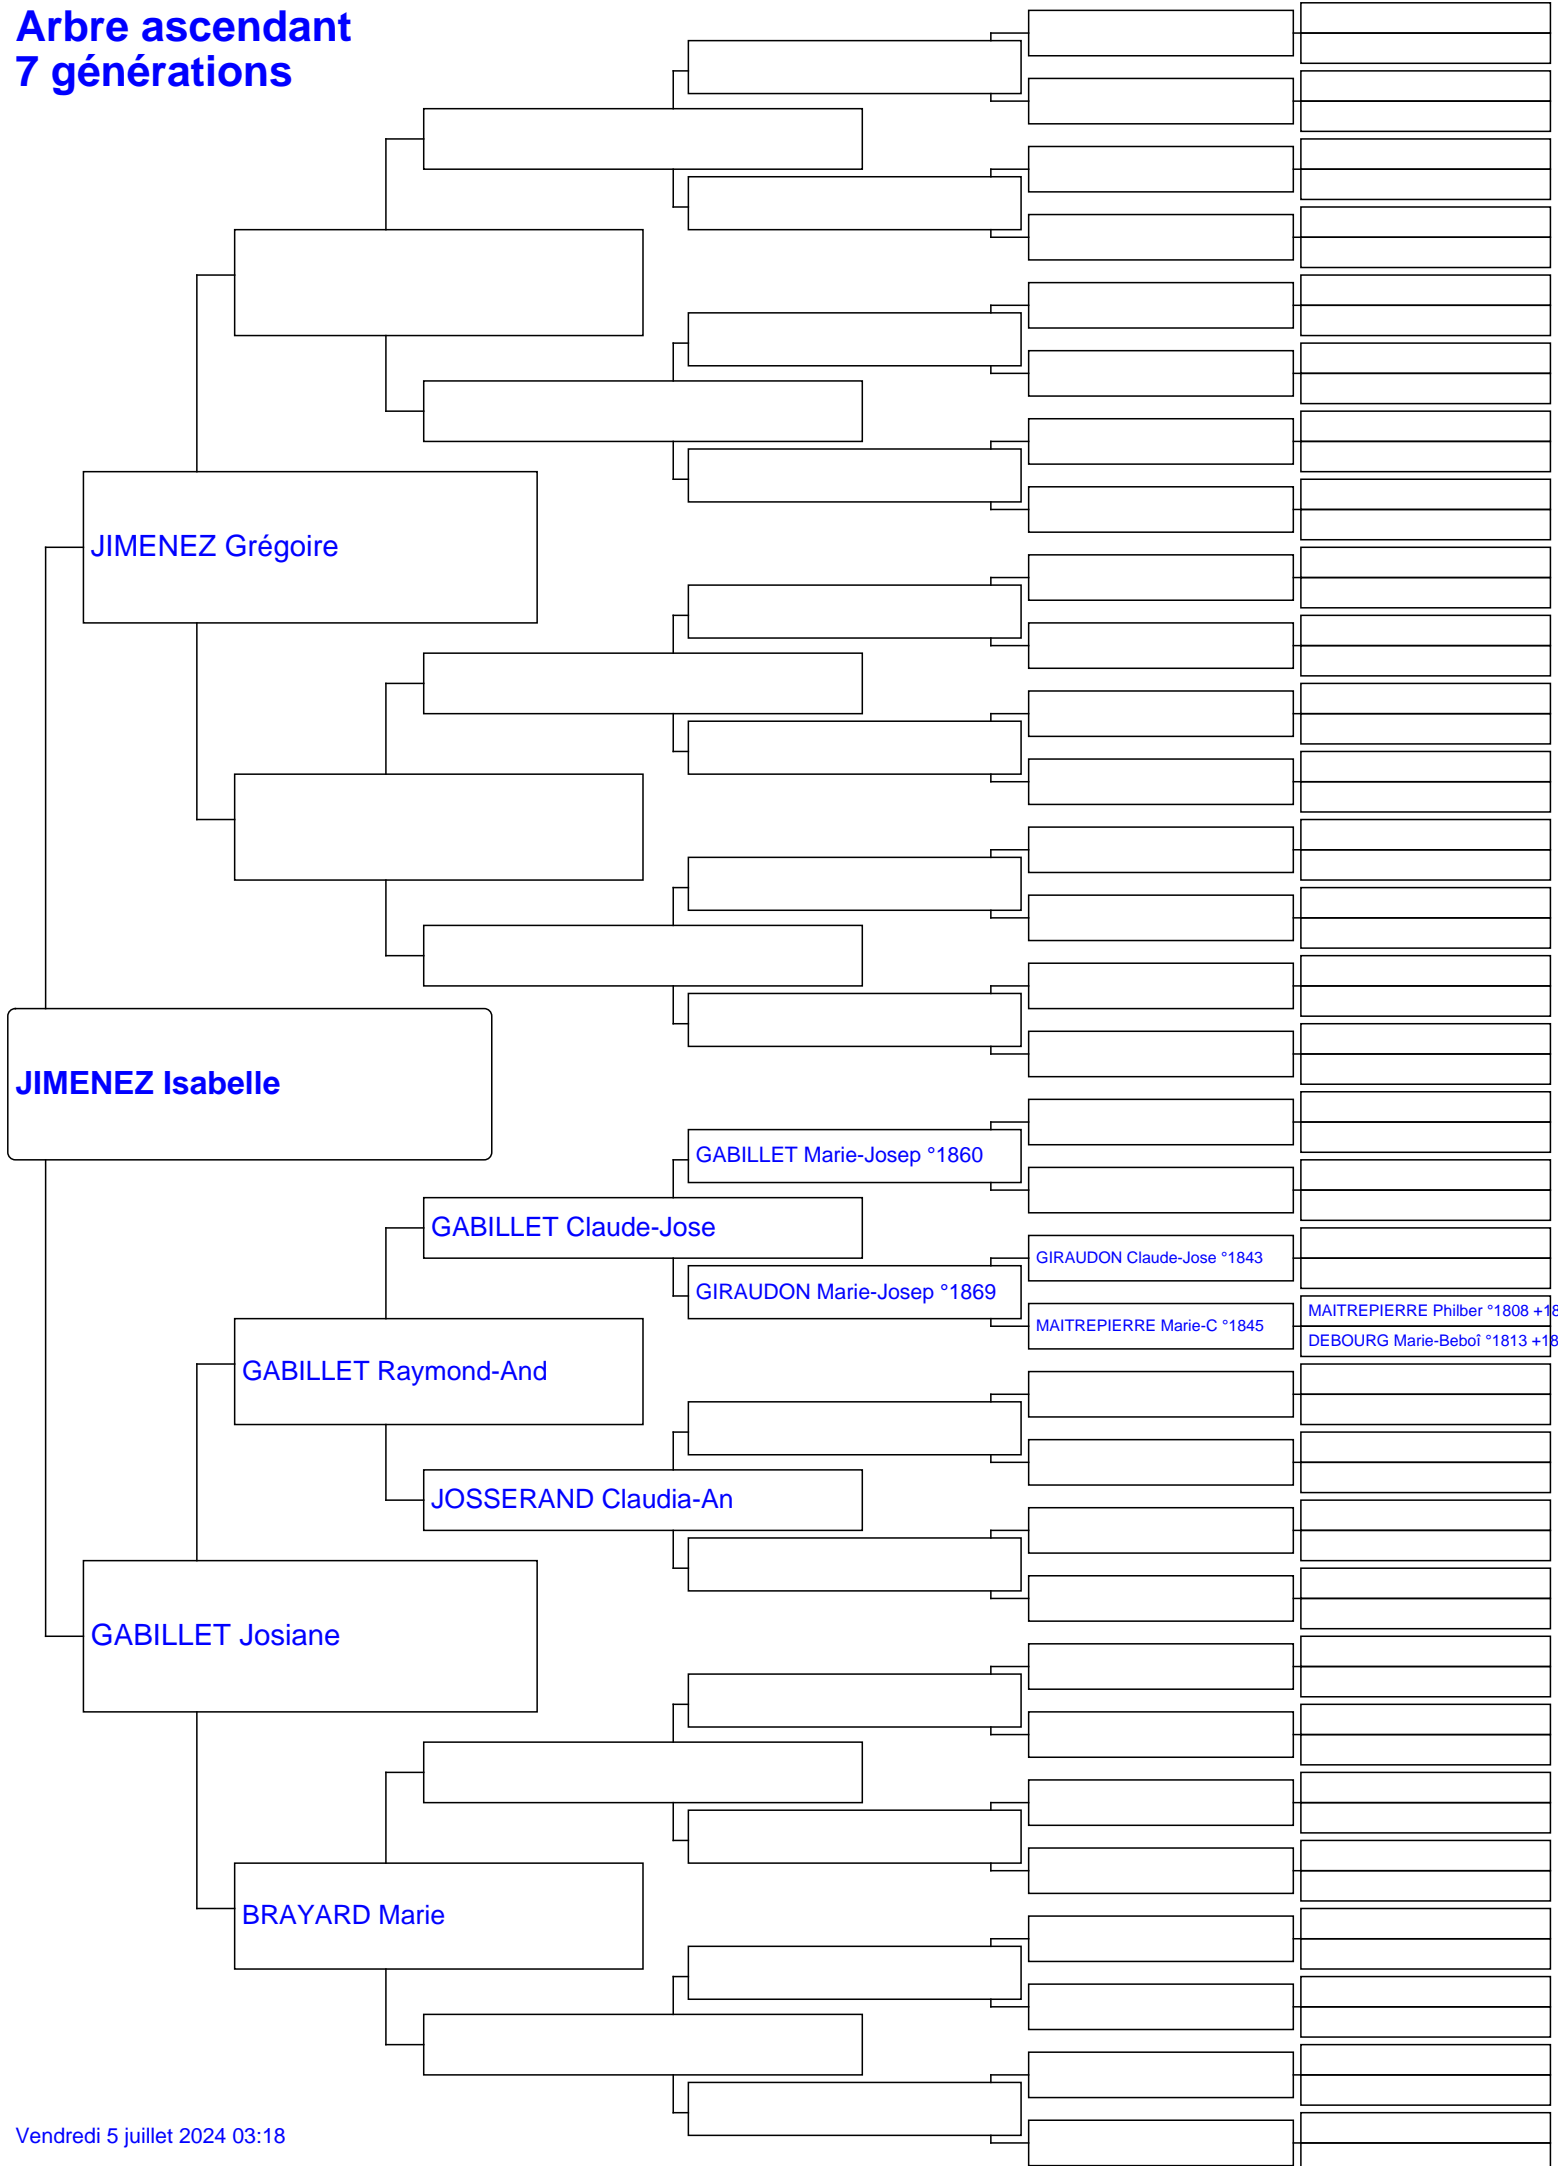 Arbre ascendant
7 générations
JIMENEZ Grégoire
JIMENEZ Isabelle
GABILLET Marie-Josep °1860
GABILLET Claude-Jose
GIRAUDON Claude-Jose °1843
GIRAUDON Marie-Josep °1869
MAITREPIERRE Marie-C °1845
MAITREPIERRE Philber °1808 +18
DEBOURG Marie-Beboî °1813 +18
GABILLET Raymond-And
JOSSERAND Claudia-An
GABILLET Josiane
BRAYARD Marie
Vendredi 5 juillet 2024 03:18